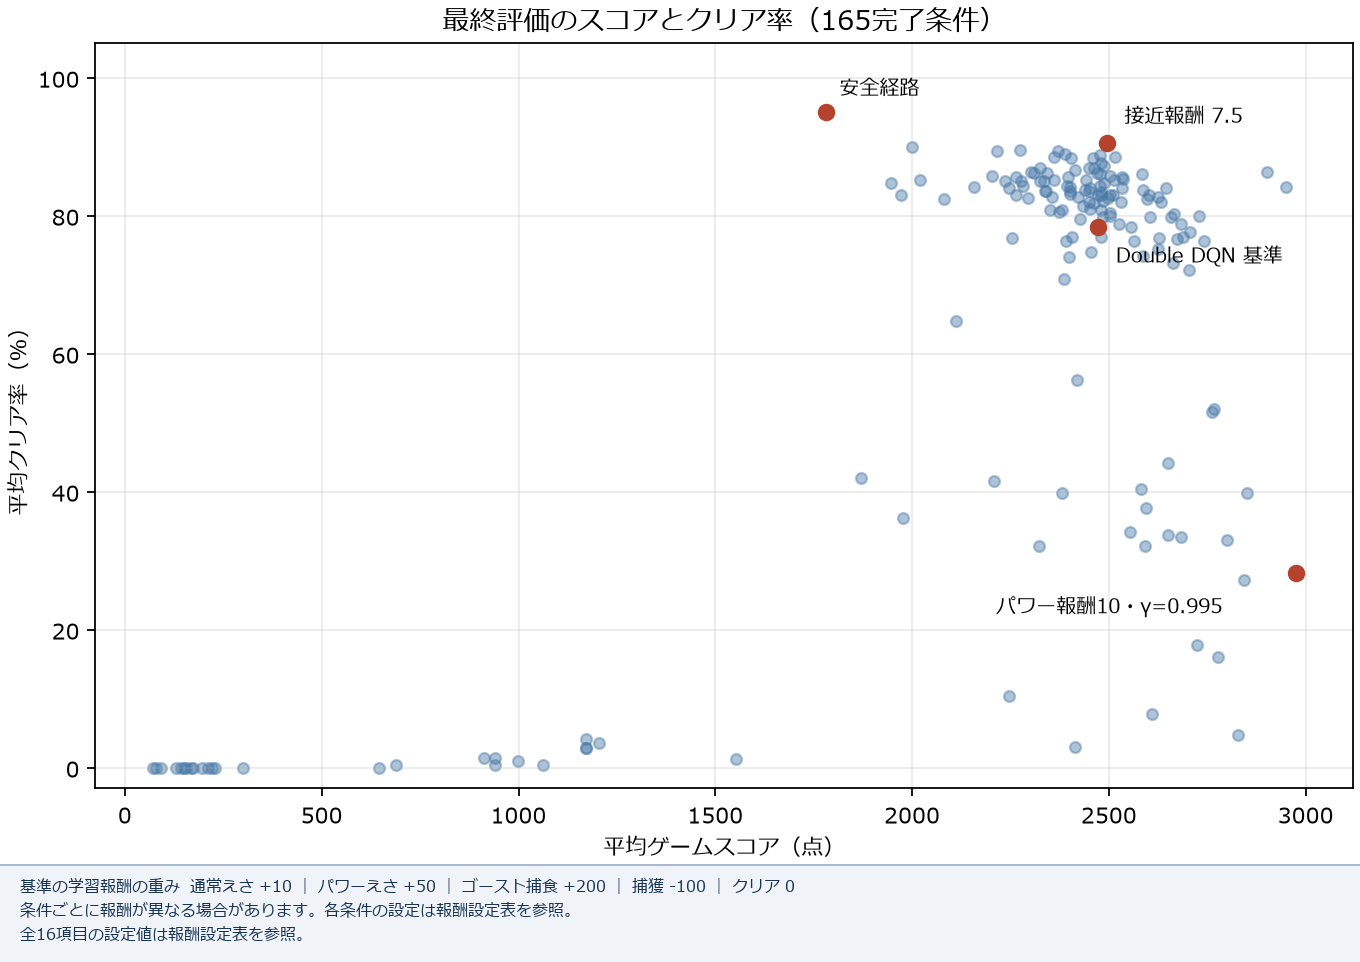 最終評価のスコアとクリア率（165完了条件）
100
80
60
40
20
0
平均クリア率（%）
安全経路
接近報酬 7.5
Double DQN 基準
パワー報酬10・γ=0.995
0
500
1000
1500
2000
2500
3000
平均ゲームスコア（点）
基準の学習報酬の重み 通常えさ +10 ｜ パワーえさ +50 ｜ ゴースト捕食 +200 ｜ 捕獲 -100 ｜ クリア 0
条件ごとに報酬が異なる場合があります。各条件の設定は報酬設定表を参照。
全16項目の設定値は報酬設定表を参照。